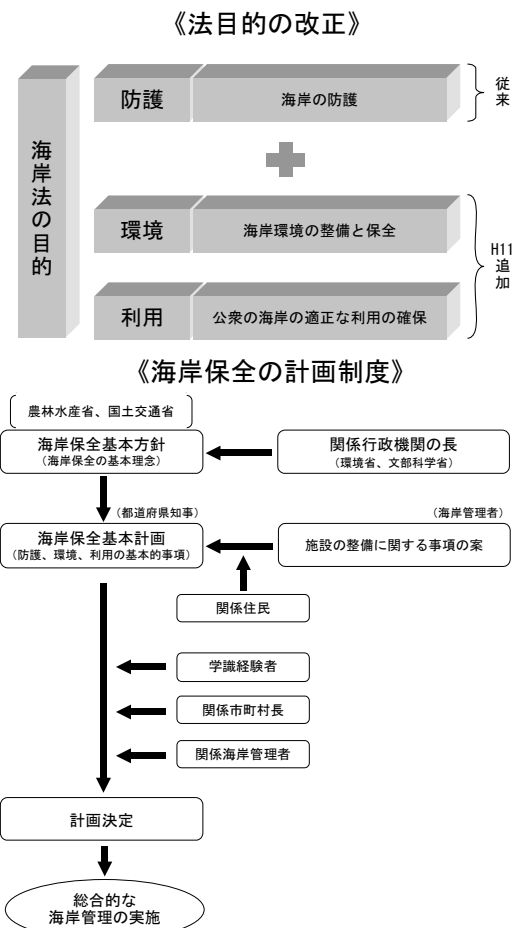 《法目的の改正》
海岸法の目的
防護
海岸の防護
従来
環境
海岸環境の整備と保全
利用
公衆の海岸の適正な利用の確保
H11追加
《海岸保全の計画制度》
農林水産省、国土交通省
海岸保全基本方針
(海岸保全の基本理念)
関係行政機関の長
(環境省、文部科学省)
(都道府県知事)
(海岸管理者)
海岸保全基本計画
(防護、環境、利用の基本的事項)
施設の整備に関する事項の案
関係住民
学識経験者
関係市町村長
関係海岸管理者
計画決定
総合的な
海岸管理の実施